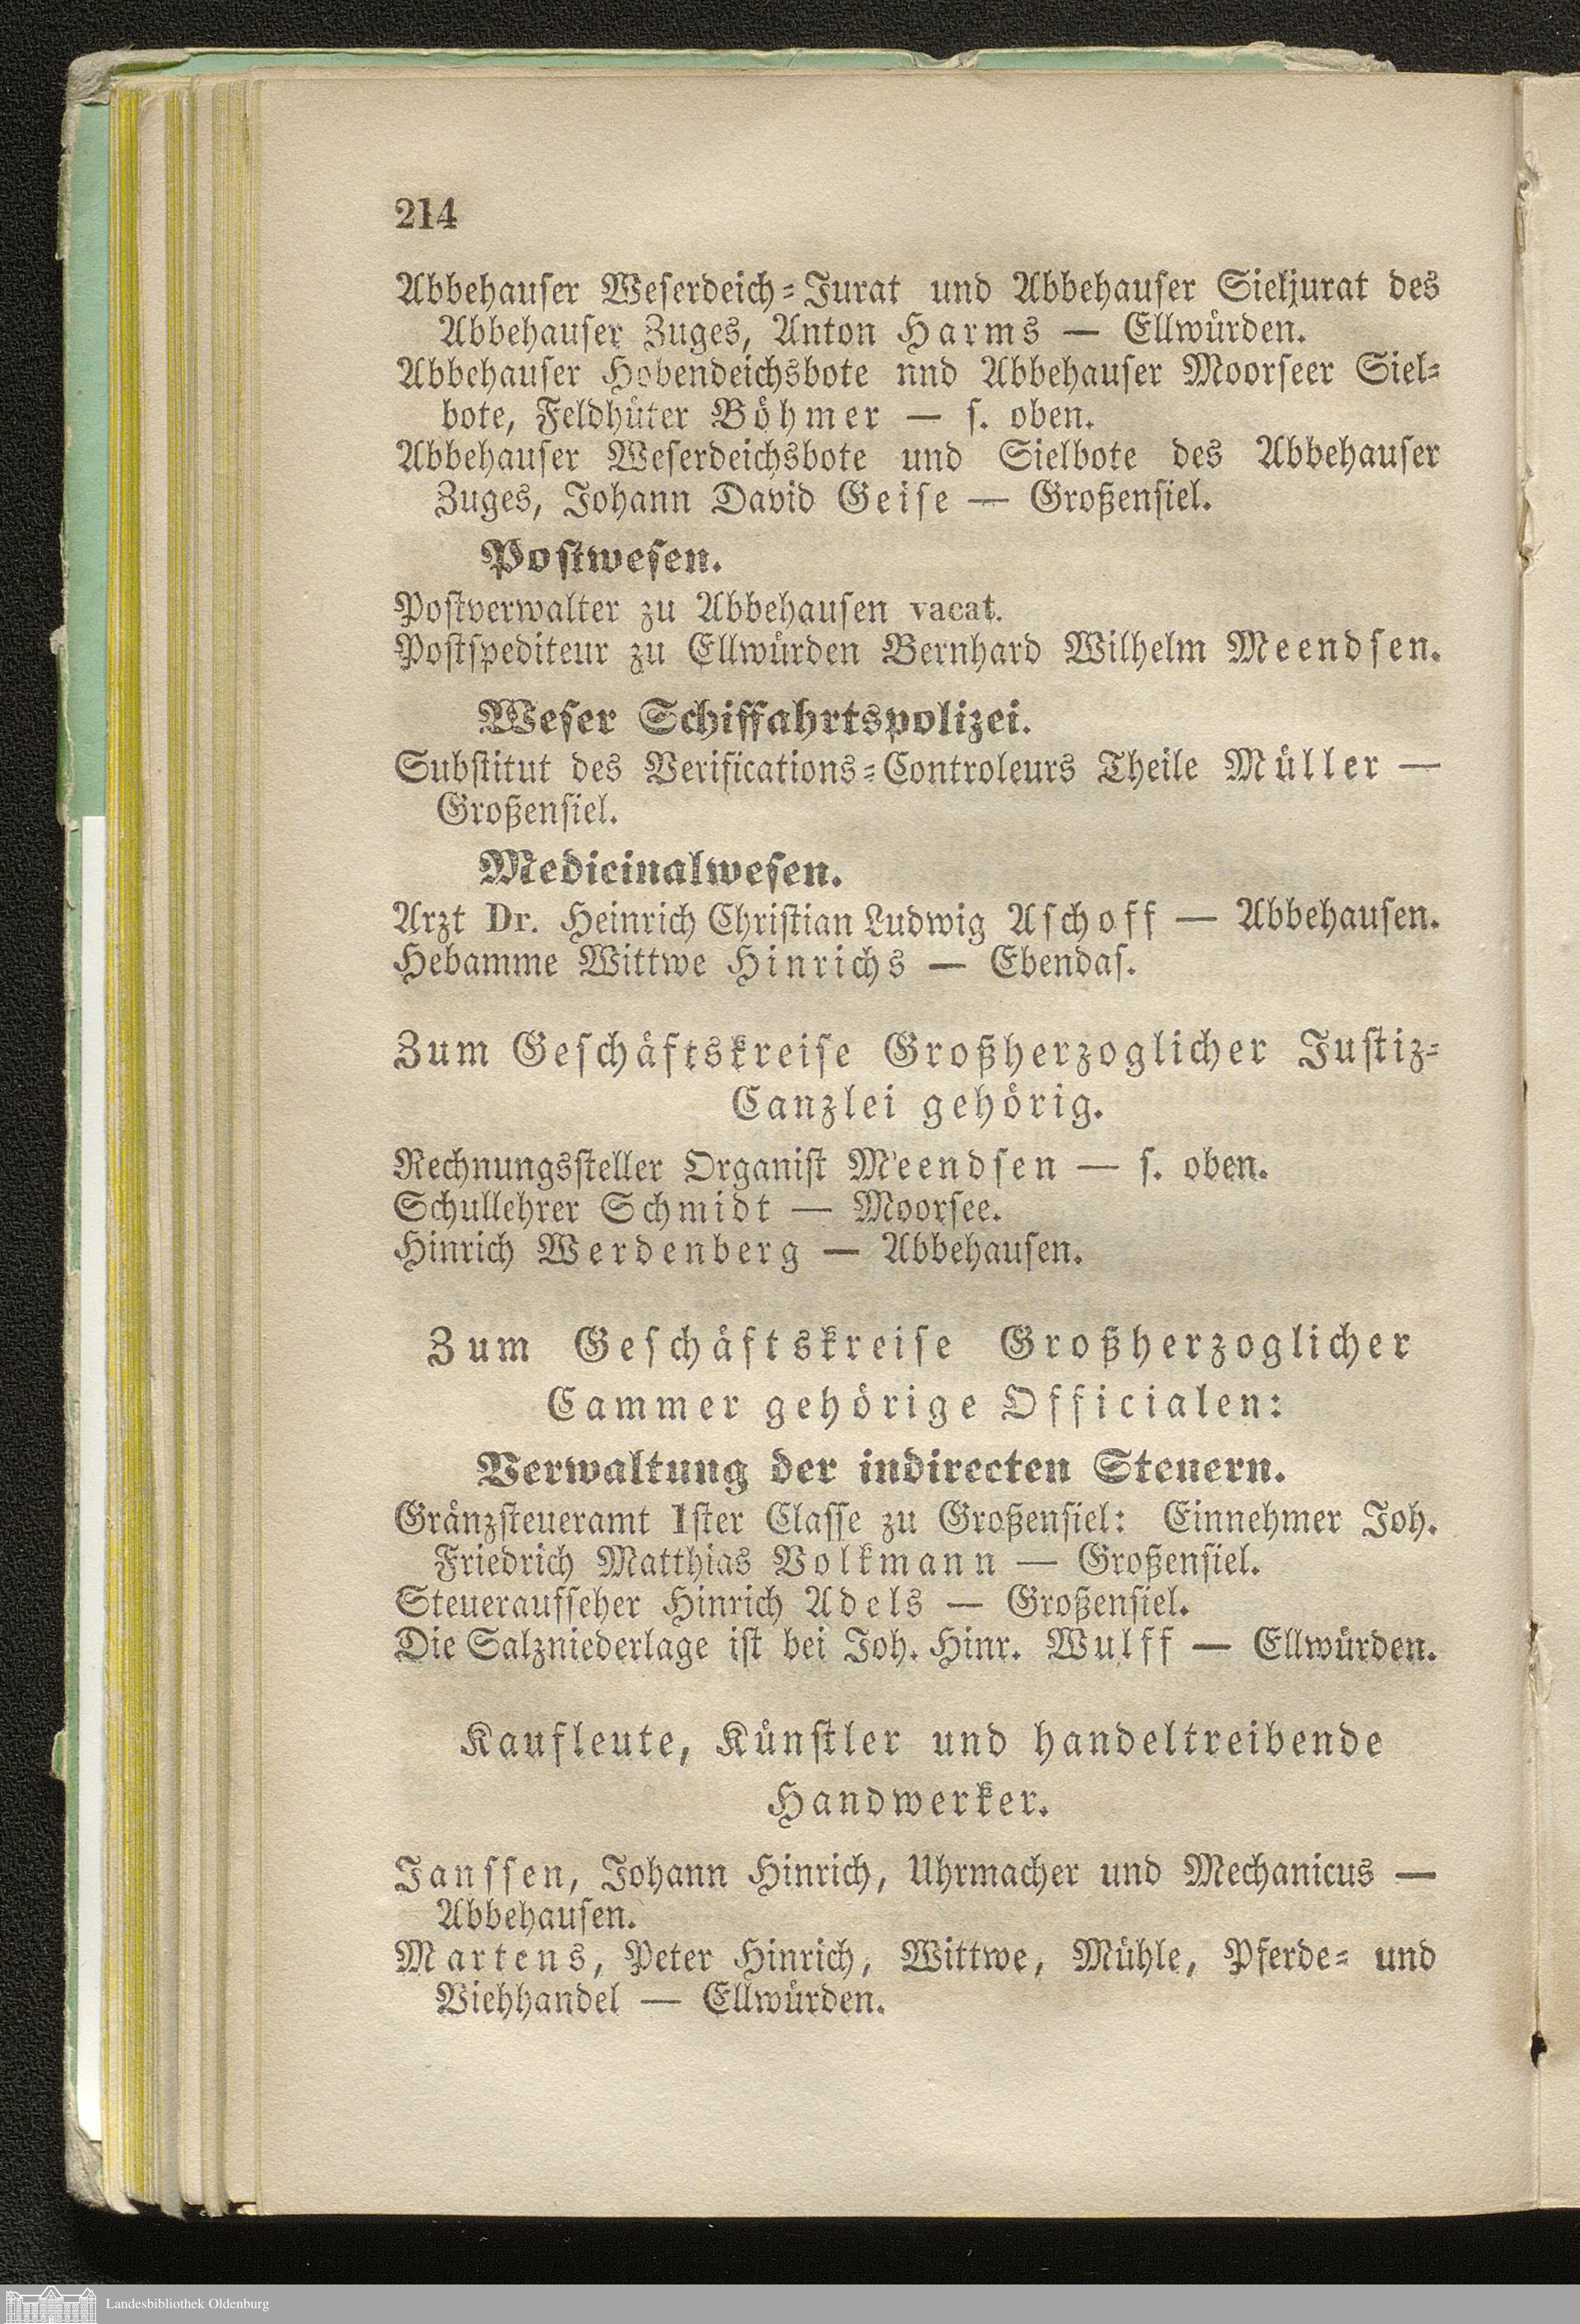 214
Abbehauser Weserdeich=Jurat und Abbehauser Sieljurat des
Abbehauser Zuges, Anton Harms — Ellwürden.
Abbehauser Hobendeichsbote nnd Abbehauser Moorseer Siel=
bote, Feldhüter Böhmer — s. oben.
Abbehauser Weserdeichsbote und Sielbote des Abbehauser
Zuges, Johann David Geise — Großensiel.
Postwesen.
Postverwalter zu Abbehausen vacat.
Postspediteur zu Ellwürden Bernhard Wilhelm Meendsen.
Weser Schiffahrtspolizei.
Substitut des Verifications=Controleurs Theile Müller —
Großensiel.
Medicinalwesen.
Arzt Dr. Heinrich Christian Ludwig Aschoff — Abbehausen.
Hebamme Wittwe Hinrichs — Ebendas.
Zum Geschäftskreise Großherzoglicher Justiz=
Canzlei gehörig.
Rechnungssteller Organist Meendsen — s. oben.
Schullehrer Schmidt — Moorsee.
Hinrich Werdenberg — Abbehausen.
Zum Geschäftskreise Großherzoglicher
Cammer gehörige Officialen:
Verwaltung der indirecten Steuern.
Gränzsteueramt 1ster Classe zu Großensiel: Einnehmer Joh.
Friedrich Matthias Volkmann — Großensiel.
Steueraufseher Hinrich Adels — Großensiel.
Die Salzniederlage ist bei Joh. Hinr. Wulff — Ellwürden.
Kaufleute, Künstler und handeltreibende
Handwerker.
Janssen, Johann Hinrich, Uhrmacher und Mechanicus —
Abbehausen.
Martens, Peter Hinrich, Wittwe, Mühle, Pferde= und
Viehhandel — Ellwürden.
Landesbibliothek Oldenburg